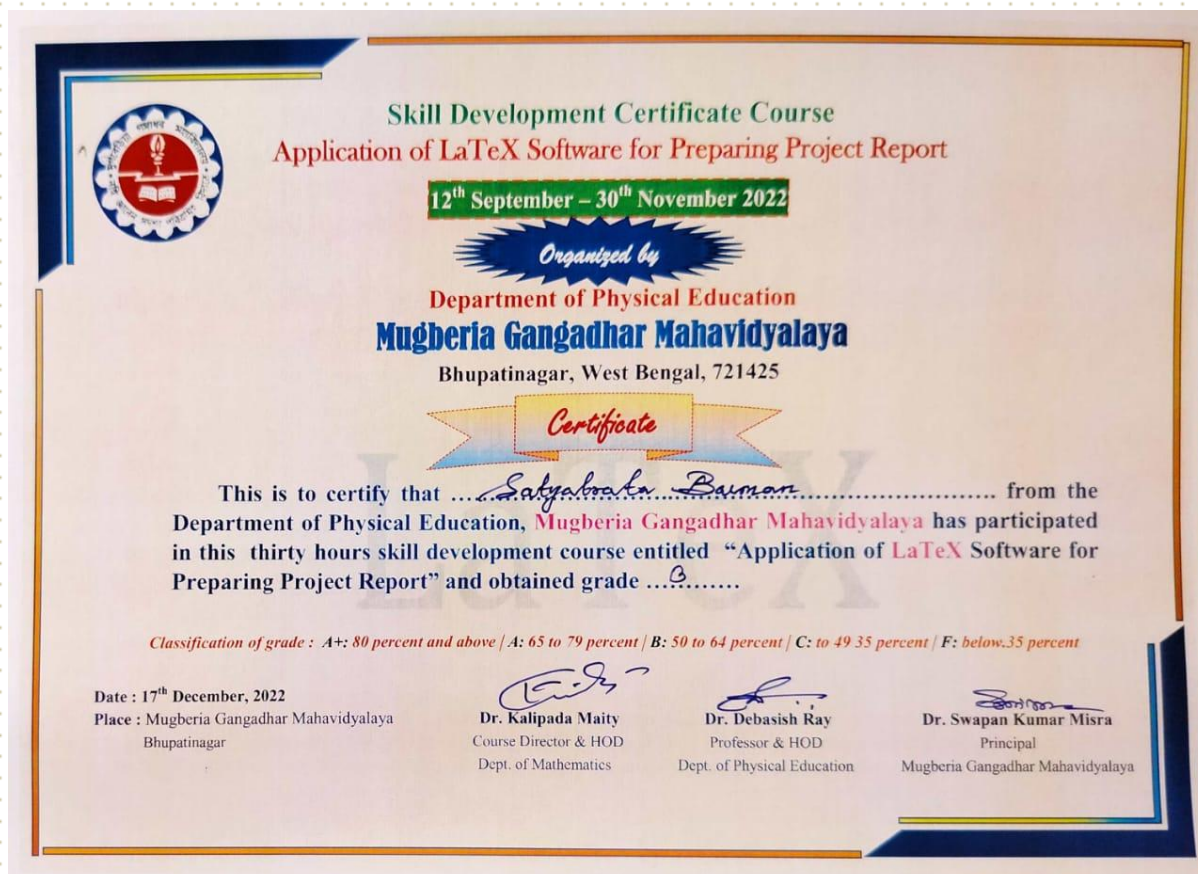 Skill Development Certificate Course
Application of LaTeX Software for Preparing Project Report
12th September – 30th November 2022
Organized by
Department of Physical Education
Mugberia Gangadhar Mahavidyalaya
Bhupatinagar, West Bengal, 721425
Certificate
LaTeX
This is to certify that .... Satyabrata Barman ........................ from the
Department of Physical Education, Mugberia Gangadhar Mahavidyalaya has participated
in this thirty hours skill development course entitled “Application of LaTeX Software for
Preparing Project Report” and obtained grade ...B.......
Classification of grade : A+: 80 percent and above | A: 65 to 79 percent | B: 50 to 64 percent | C: to 49 35 percent | F: below.35 percent
Date : 17th December, 2022
Place : Mugberia Gangadhar Mahavidyalaya
Bhupatinagar
Dr. Kalipada Maity
Course Director & HOD
Dept. of Mathematics
Dr. Debasish Ray
Professor & HOD
Dept. of Physical Education
Dr. Swapan Kumar Misra
Principal
Mugberia Gangadhar Mahavidyalaya